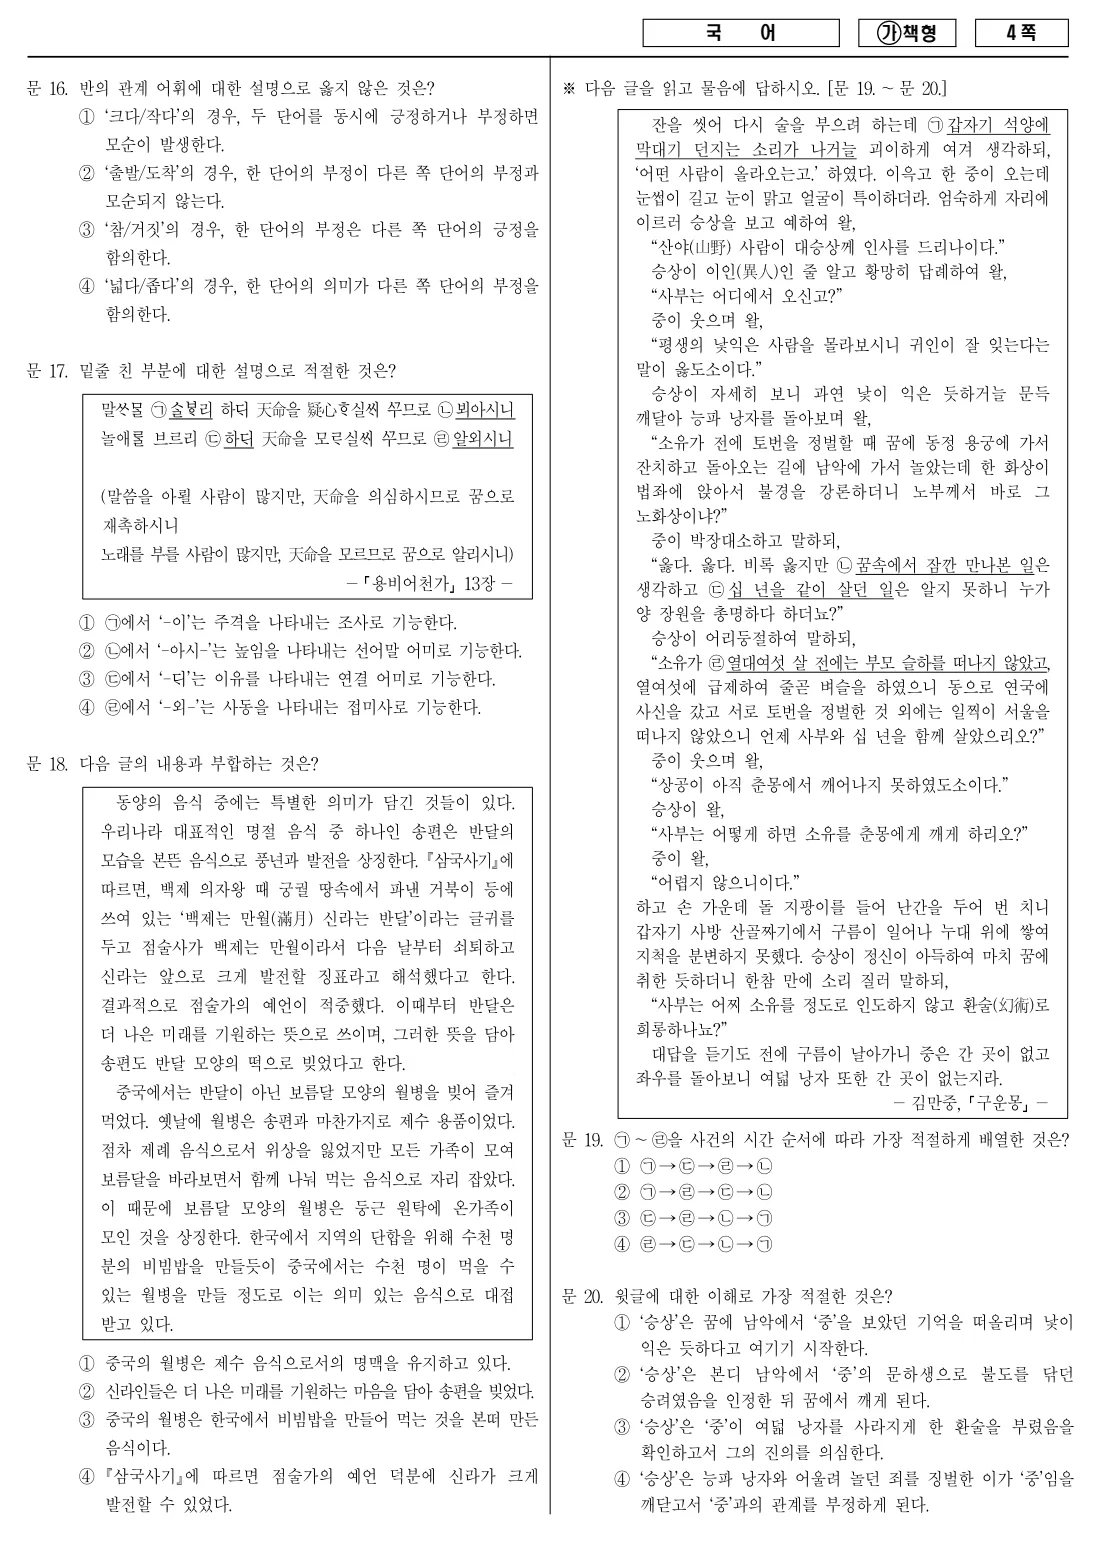 국 어
㉮책형
4쪽
문 16. 반의 관계 어휘에 대한 설명으로 옳지 않은 것은?
① ‘크다/작다’의 경우, 두 단어를 동시에 긍정하거나 부정하면
모순이 발생한다.
② ‘출발/도착’의 경우, 한 단어의 부정이 다른 쪽 단어의 부정과
모순되지 않는다.
③ ‘참/거짓’의 경우, 한 단어의 부정은 다른 쪽 단어의 긍정을
함의한다.
④ ‘넓다/좁다’의 경우, 한 단어의 의미가 다른 쪽 단어의 부정을
함의한다.
문 17. 밑줄 친 부분에 대한 설명으로 적절한 것은?
말ᄊᆞᄆᆞᆯ ㉠ ᄉᆞᆯᄫᆞ리 하ᄃᆡ 天命을 疑心ᄒᆞ실ᄊᆡ ᄭᅮ므로 ㉡ 뵈아시니
놀애ᄅᆞᆯ 브르리 ㉢ 하ᄃᆡ 天命을 모ᄅᆞ실ᄊᆡ ᄭᅮ므로 ㉣ 알외시니
(말씀을 아뢸 사람이 많지만, 天命을 의심하시므로 꿈으로
재촉하시니
노래를 부를 사람이 많지만, 天命을 모르므로 꿈으로 알리시니)
－「용비어천가」 13장－
① ㉠에서 ‘-이’는 주격을 나타내는 조사로 기능한다.
② ㉡에서 ‘-아시-’는 높임을 나타내는 선어말 어미로 기능한다.
③ ㉢에서 ‘-ᄃᆡ’는 이유를 나타내는 연결 어미로 기능한다.
④ ㉣에서 ‘-외-’는 사동을 나타내는 접미사로 기능한다.
문 18. 다음 글의 내용과 부합하는 것은?
동양의 음식 중에는 특별한 의미가 담긴 것들이 있다.
우리나라 대표적인 명절 음식 중 하나인 송편은 반달의
모습을 본뜬 음식으로 풍년과 발전을 상징한다. 『삼국사기』에
따르면, 백제 의자왕 때 궁궐 땅속에서 파낸 거북이 등에
쓰여 있는 ‘백제는 만월(滿月) 신라는 반달’이라는 글귀를
두고 점술사가 백제는 만월이라서 다음 날부터 쇠퇴하고
신라는 앞으로 크게 발전할 징표라고 해석했다고 한다.
결과적으로 점술가의 예언이 적중했다. 이때부터 반달은
더 나은 미래를 기원하는 뜻으로 쓰이며, 그러한 뜻을 담아
송편도 반달 모양의 떡으로 빚었다고 한다.
중국에서는 반달이 아닌 보름달 모양의 월병을 빚어 즐겨
먹었다. 옛날에 월병은 송편과 마찬가지로 제수 용품이었다.
점차 제례 음식으로서 위상을 잃었지만 모든 가족이 모여
보름달을 바라보면서 함께 나눠 먹는 음식으로 자리 잡았다.
이 때문에 보름달 모양의 월병은 둥근 원탁에 온가족이
모인 것을 상징한다. 한국에서 지역의 단합을 위해 수천 명
분의 비빔밥을 만들듯이 중국에서는 수천 명이 먹을 수
있는 월병을 만들 정도로 이는 의미 있는 음식으로 대접
받고 있다.
① 중국의 월병은 제수 음식으로서의 명맥을 유지하고 있다.
② 신라인들은 더 나은 미래를 기원하는 마음을 담아 송편을 빚었다.
③ 중국의 월병은 한국에서 비빔밥을 만들어 먹는 것을 본떠 만든
음식이다.
④ 『삼국사기』에 따르면 점술가의 예언 덕분에 신라가 크게
발전할 수 있었다.
※ 다음 글을 읽고 물음에 답하시오. [문 19. ~ 문 20.]
잔을 씻어 다시 술을 부으려 하는데 ㉠ 갑자기 석양에
막대기 던지는 소리가 나거늘 괴이하게 여겨 생각하되,
‘어떤 사람이 올라오는고.’ 하였다. 이윽고 한 중이 오는데
눈썹이 길고 눈이 맑고 얼굴이 특이하더라. 엄숙하게 자리에
이르러 승상을 보고 예하여 왈,
“산야(山野) 사람이 대승상께 인사를 드리나이다.”
승상이 이인(異人)인 줄 알고 황망히 답례하여 왈,
“사부는 어디에서 오신고?”
중이 웃으며 왈,
“평생의 낯익은 사람을 몰라보시니 귀인이 잘 잊는다는
말이 옳도소이다.”
승상이 자세히 보니 과연 낯이 익은 듯하거늘 문득
깨달아 능파 낭자를 돌아보며 왈,
“소유가 전에 토번을 정벌할 때 꿈에 동정 용궁에 가서
잔치하고 돌아오는 길에 남악에 가서 놀았는데 한 화상이
법좌에 앉아서 불경을 강론하더니 노부께서 바로 그
노화상이냐?”
중이 박장대소하고 말하되,
“옳다. 옳다. 비록 옳지만 ㉡ 꿈속에서 잠깐 만나본 일은
생각하고 ㉢ 십 년을 같이 살던 일은 알지 못하니 누가
양 장원을 총명하다 하더뇨?”
승상이 어리둥절하여 말하되,
“소유가 ㉣ 열대여섯 살 전에는 부모 슬하를 떠나지 않았고,
열여섯에 급제하여 줄곧 벼슬을 하였으니 동으로 연국에
사신을 갔고 서로 토번을 정벌한 것 외에는 일찍이 서울을
떠나지 않았으니 언제 사부와 십 년을 함께 살았으리오?”
중이 웃으며 왈,
“상공이 아직 춘몽에서 깨어나지 못하였도소이다.”
승상이 왈,
“사부는 어떻게 하면 소유를 춘몽에게 깨게 하리오?”
중이 왈,
“어렵지 않으니이다.”
하고 손 가운데 돌 지팡이를 들어 난간을 두어 번 치니
갑자기 사방 산골짜기에서 구름이 일어나 누대 위에 쌓여
지척을 분변하지 못했다. 승상이 정신이 아득하여 마치 꿈에
취한 듯하더니 한참 만에 소리 질러 말하되,
“사부는 어찌 소유를 정도로 인도하지 않고 환술(幻術)로
희롱하나뇨?”
대답을 듣기도 전에 구름이 날아가니 중은 간 곳이 없고
좌우를 돌아보니 여덟 낭자 또한 간 곳이 없는지라.
－ 김만중, 「구운몽」－
문 19. ㉠ ~ ㉣을 사건의 시간 순서에 따라 가장 적절하게 배열한 것은?
① ㉠→㉢→㉣→㉡
② ㉠→㉣→㉢→㉡
③ ㉢→㉣→㉡→㉠
④ ㉣→㉢→㉡→㉠
문 20. 윗글에 대한 이해로 가장 적절한 것은?
① ‘승상’은 꿈에 남악에서 ‘중’을 보았던 기억을 떠올리며 낯이
익은 듯하다고 여기기 시작한다.
② ‘승상’은 본디 남악에서 ‘중’의 문하생으로 불도를 닦던
승려였음을 인정한 뒤 꿈에서 깨게 된다.
③ ‘승상’은 ‘중’이 여덟 낭자를 사라지게 한 환술을 부렸음을
확인하고서 그의 진의를 의심한다.
④ ‘승상’은 능파 낭자와 어울려 놀던 죄를 징벌한 이가 ‘중’임을
깨닫고서 ‘중’과의 관계를 부정하게 된다.